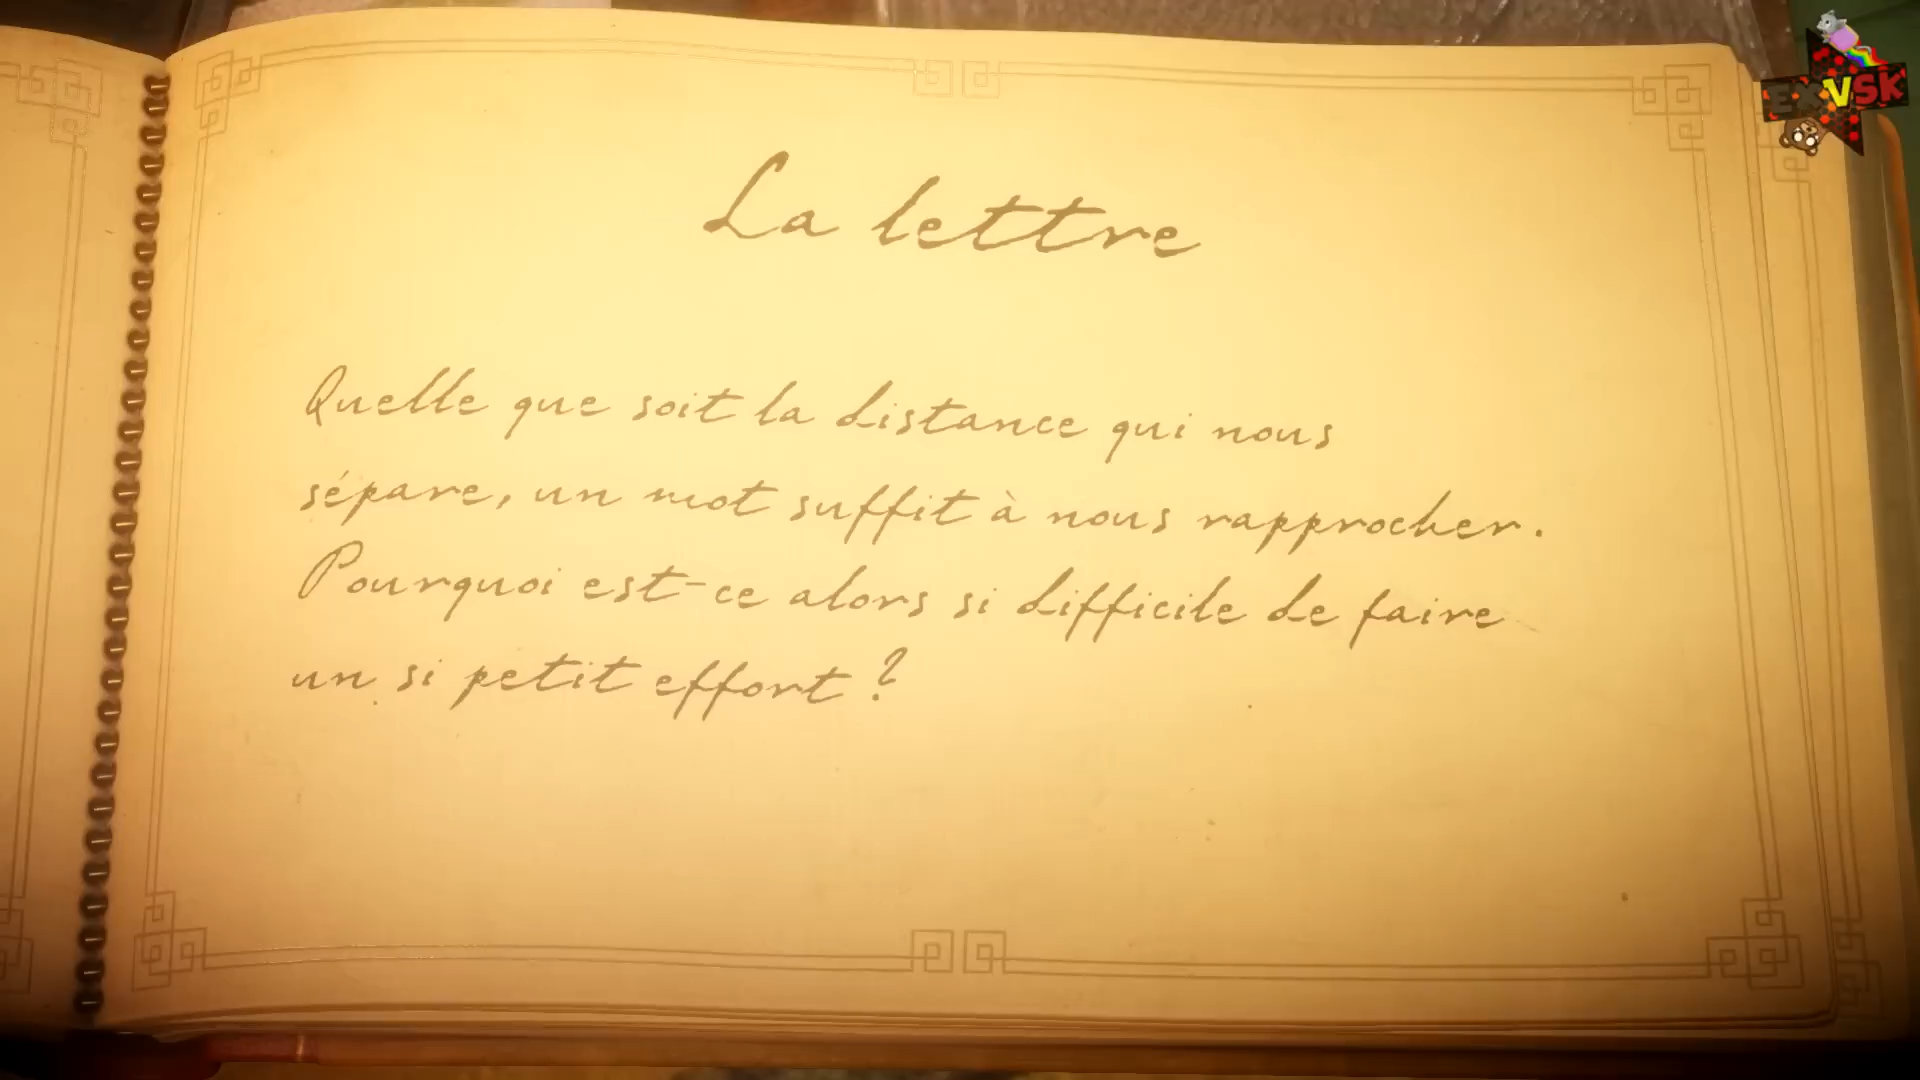 EXVSK
La lettre
Quelle que soit la distance qui nous
sépare, un mot suffit à nous rapprocher.
Pourquoi est-ce alors si difficile de faire
un si petit effort ?